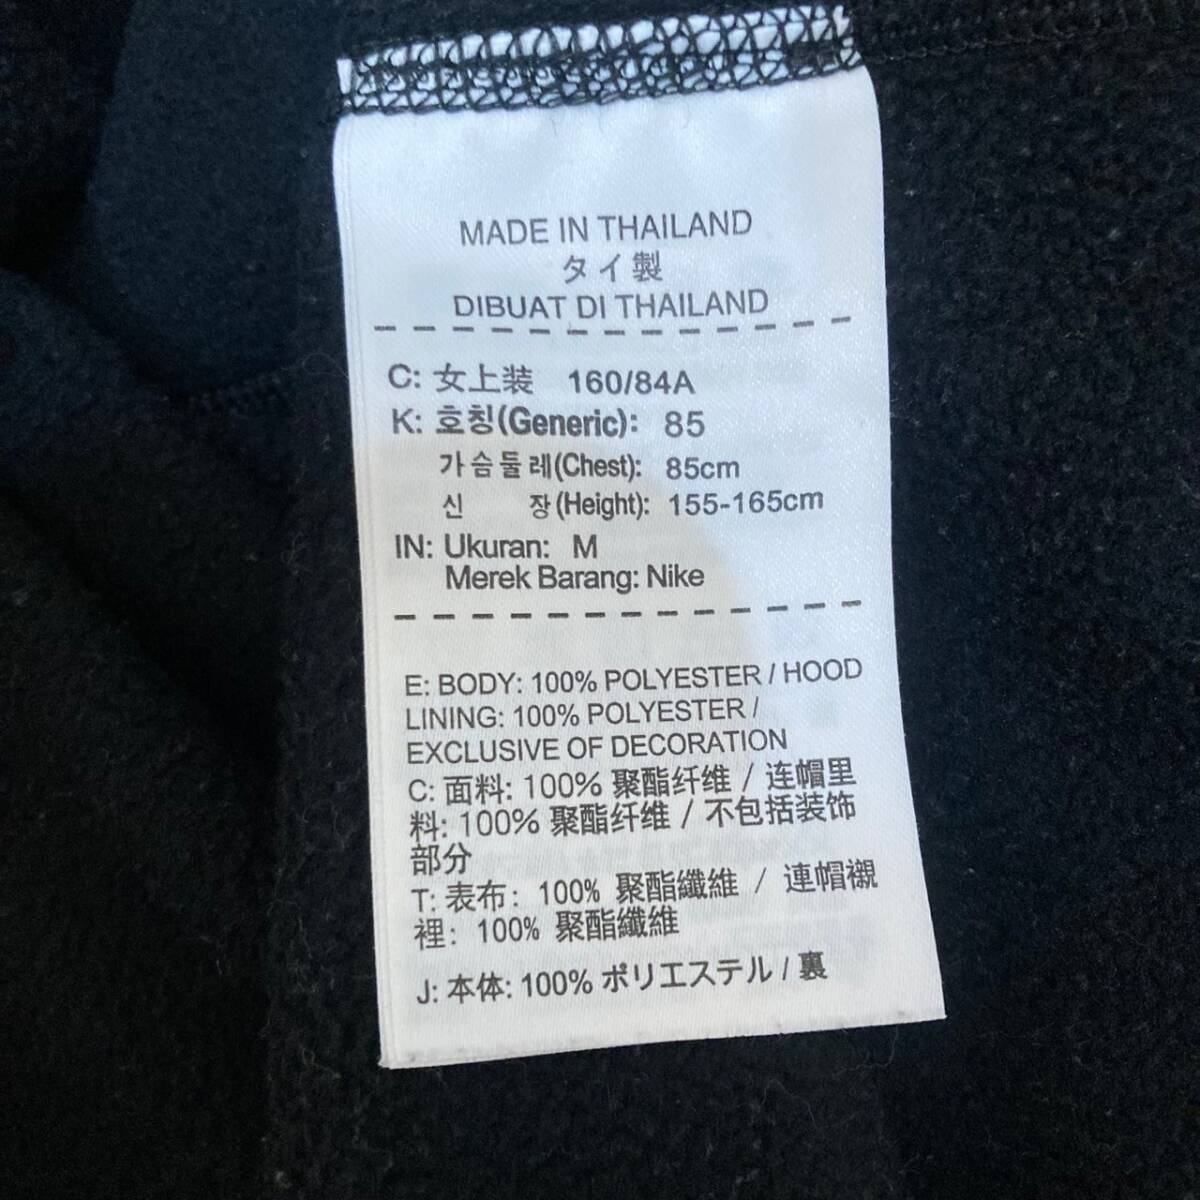 MADE IN THAILAND
タイ製
DIBUAT DI THAILAND
C: 女上装 160/84A
K: 호칭(Generic): 85
가슴둘레(Chest): 85cm
신 장(Height): 155-165cm
IN: Ukuran: M
Merek Barang: Nike
E: BODY: 100% POLYESTER / HOOD
LINING: 100% POLYESTER /
EXCLUSIVE OF DECORATION
C: 面料: 100% 聚酯纤维 / 连帽里
料: 100% 聚酯纤维 / 不包括装饰
部分
T: 表布: 100% 聚酯纖維 / 連帽襯
裡: 100% 聚酯纖維
J: 本体: 100% ポリエステル / 裏